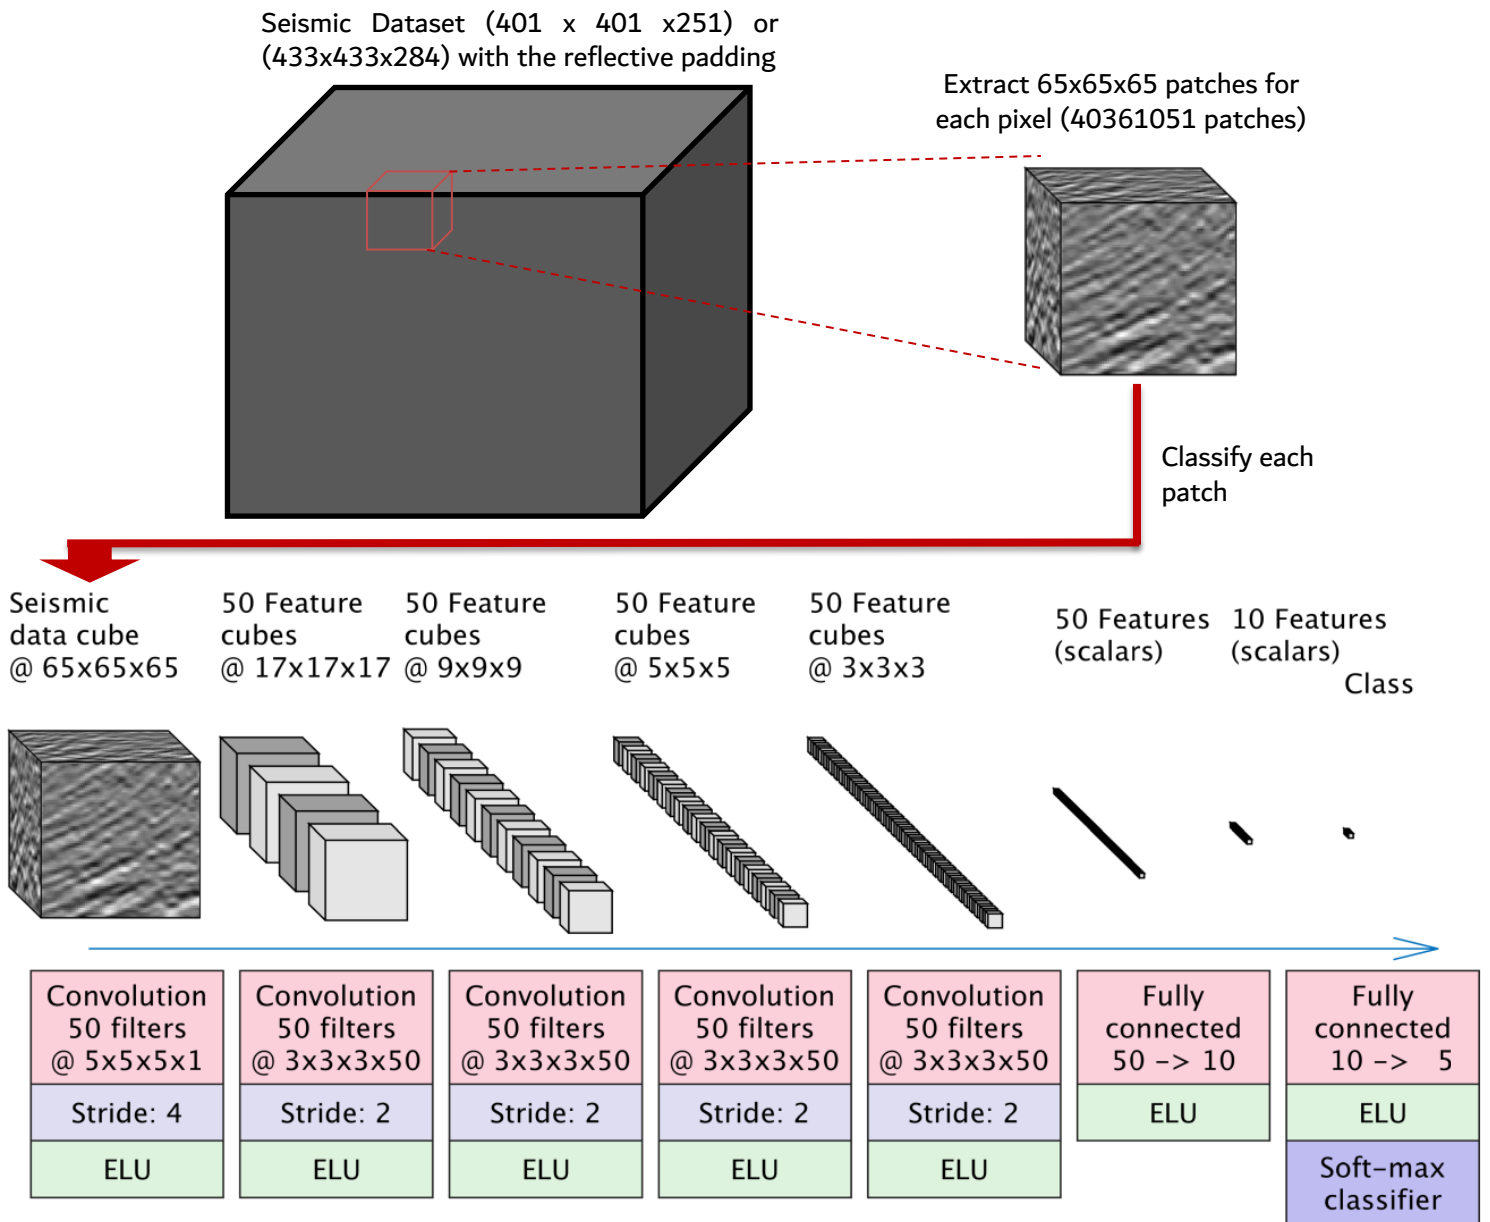 Seismic Dataset (401 x 401 x251) or
(433x433x284) with the reflective padding
Extract 65x65x65 patches for
each pixel (40361051 patches)
Classify each
patch
Seismic
data cube
@ 65x65x65
50 Feature
cubes
@ 17x17x17
50 Feature
cubes
@ 9x9x9
50 Feature
cubes
@ 5x5x5
50 Feature
cubes
@ 3x3x3
50 Features
(scalars)
10 Features
(scalars)
Class
Convolution
50 filters
@ 5x5x5x1
Stride: 4
ELU
Convolution
50 filters
@ 3x3x3x50
Stride: 2
ELU
Convolution
50 filters
@ 3x3x3x50
Stride: 2
ELU
Convolution
50 filters
@ 3x3x3x50
Stride: 2
ELU
Convolution
50 filters
@ 3x3x3x50
Stride: 2
ELU
Fully
connected
50 -> 10
ELU
Fully
connected
10 -> 5
ELU
Soft-max
classifier